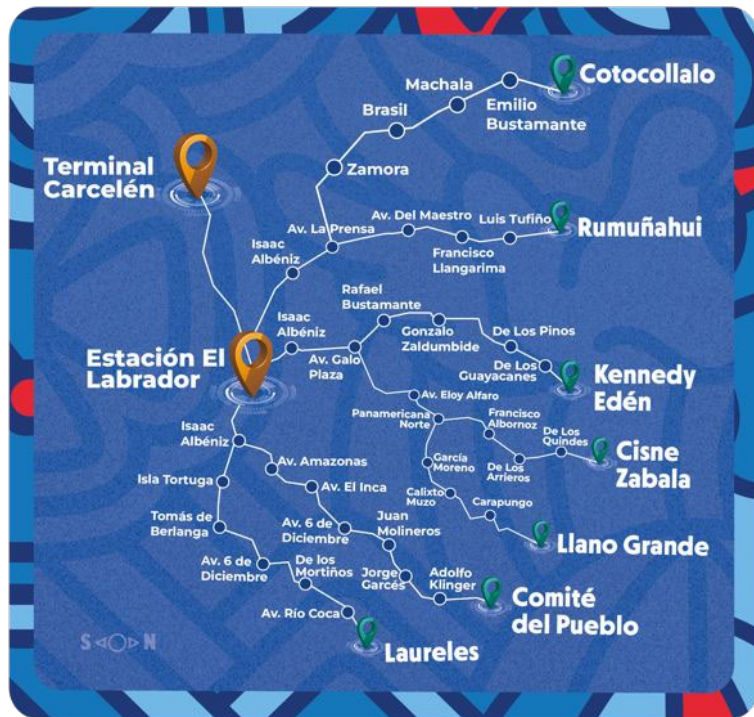 Cotocollalo
Machala
Emilio
Bustamante
Brasil
Zamora
Terminal
Carcelén
Av. La Prensa
Av. Del Maestro
Luis Tufiño
Rumuñahui
Isaac
Albéniz
Francisco
Llangarima
Rafael
Bustamante
Isaac
Albéniz
Gonzalo
Zaldumbide
De Los Pinos
Av. Galo
Plaza
De Los
Guayacanes
Kennedy
Edén
Estación El
Labrador
Av. Eloy Alfaro
Panamericana
Norte
Francisco
Albornoz
De Los
Quindes
Cisne
Zabala
De Los
Arrieros
García
Moreno
Calixto
Muzo
Carapungo
Llano Grande
Isaac
Albéniz
Av. Amazonas
Isla Tortuga
Av. El Inca
Av. 6 de
Diciembre
Juan
Molineros
Tomás de
Berlanga
Jorge
Garcés
Adolfo
Klinger
Comité
del Pueblo
Av. 6 de
Diciembre
De los
Mortiños
Av. Río Coca
Laureles
S N